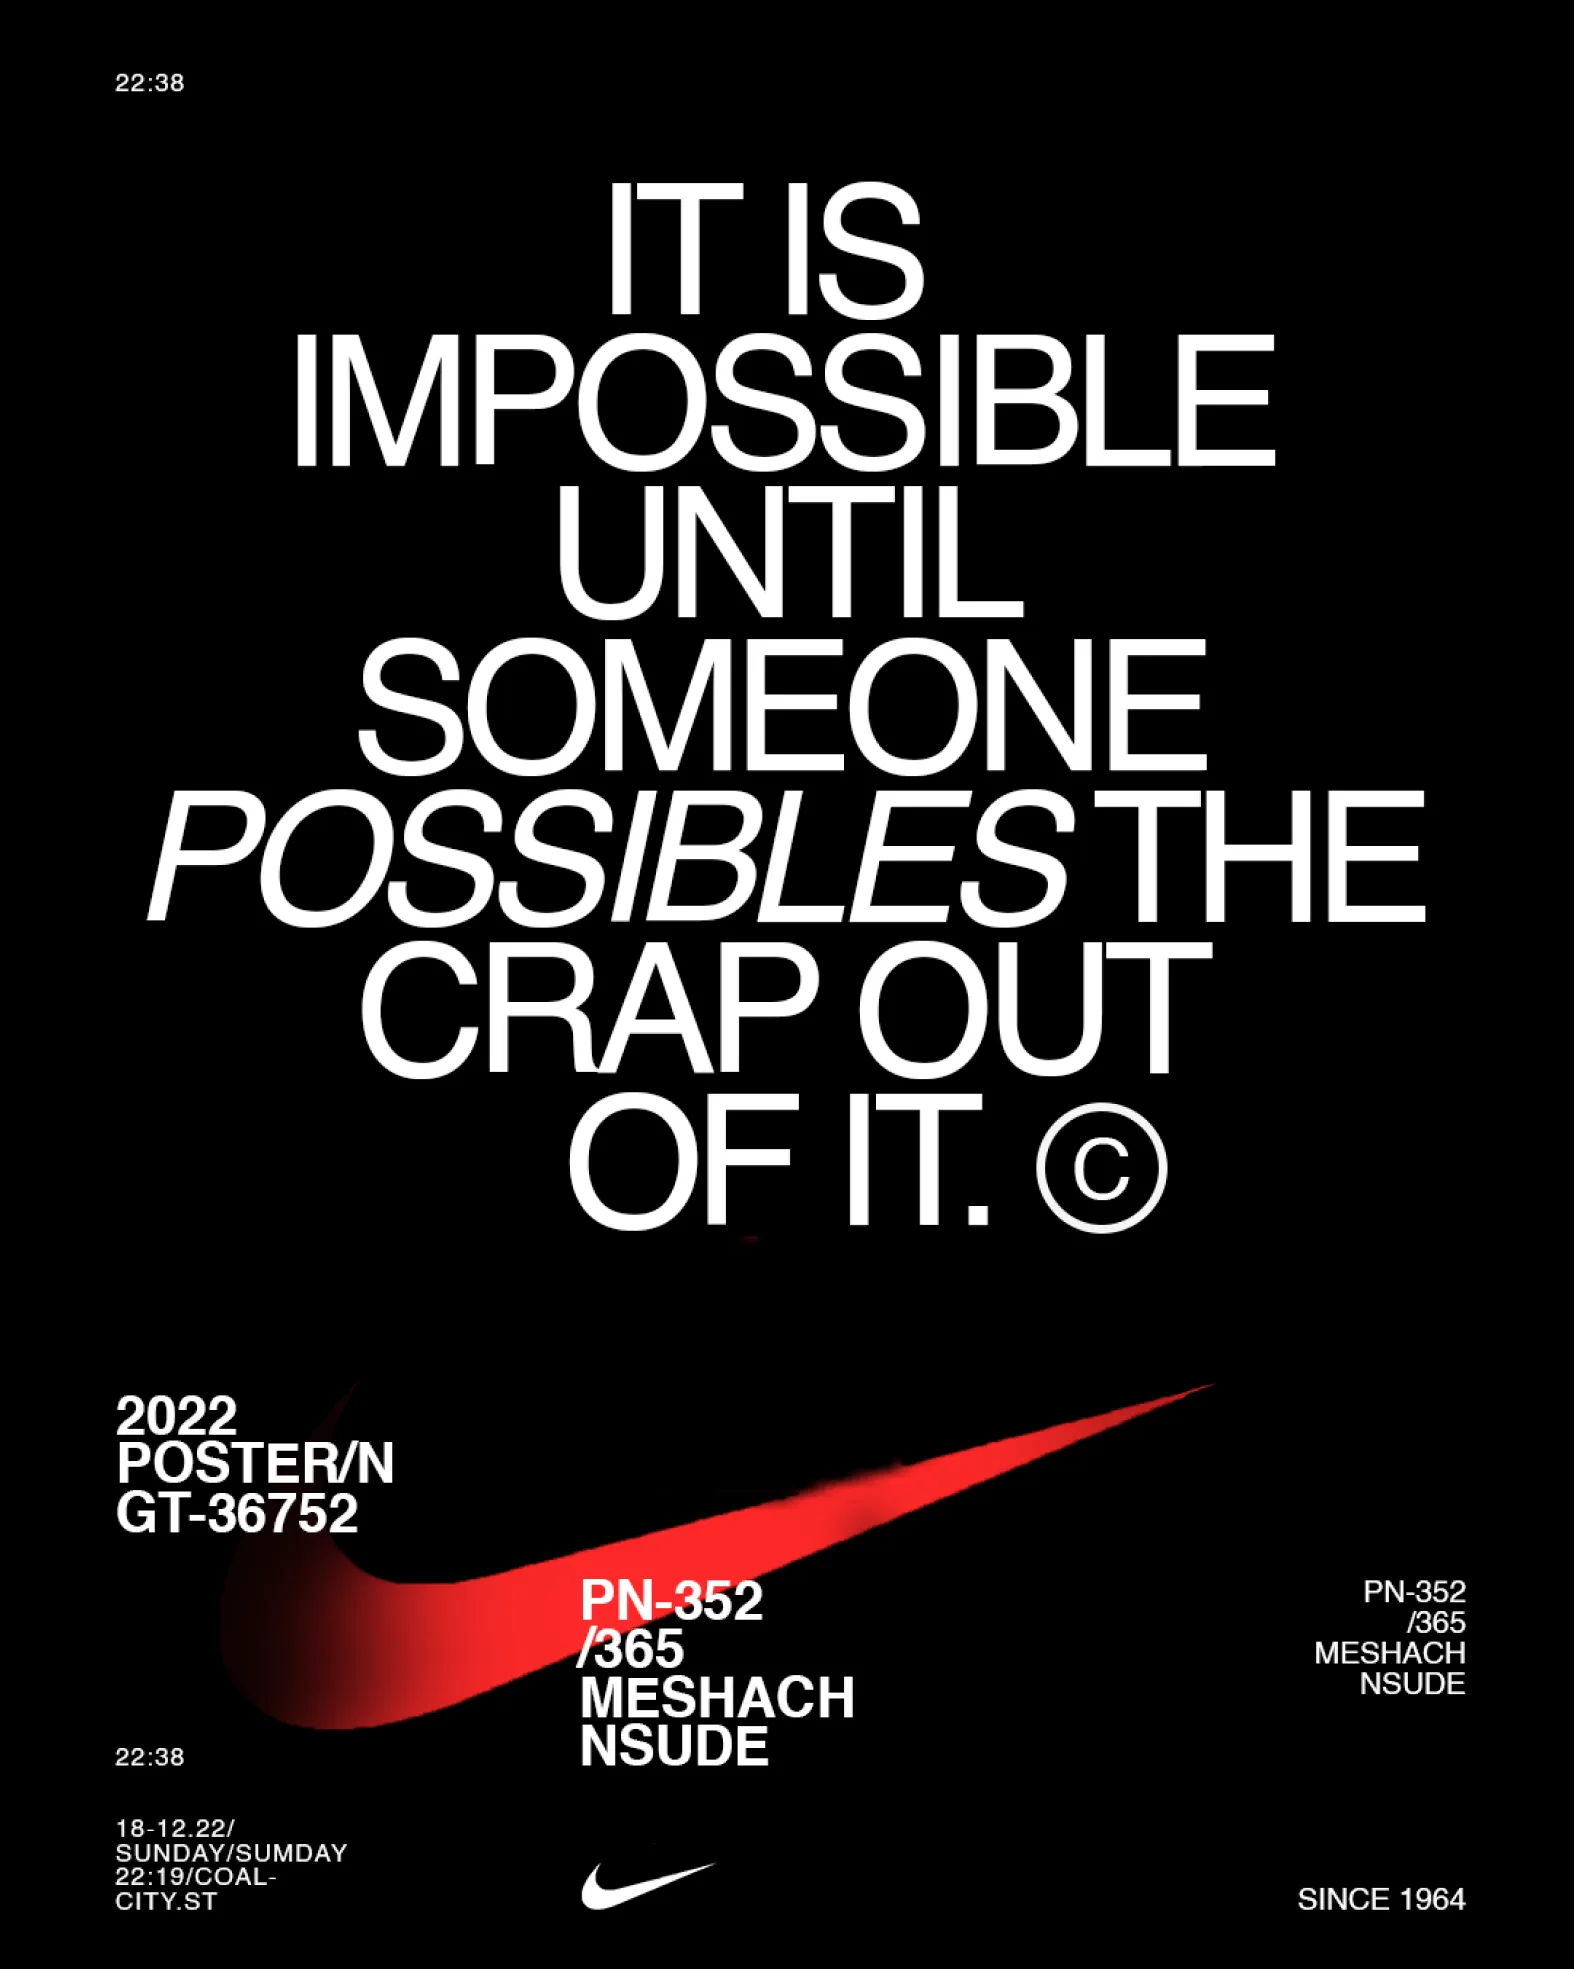 22:38
IT IS
IMPOSSIBLE
UNTIL
SOMEONE
POSSIBLES THE
CRAP OUT
OF IT. ©
2022
POSTER/N
GT-36752
PN-352
/365
MESHACH
NSUDE
PN-352
/365
MESHACH
NSUDE
22:38
18-12.22/
SUNDAY/SUMDAY
22:19/COAL-
CITY.ST
SINCE 1964